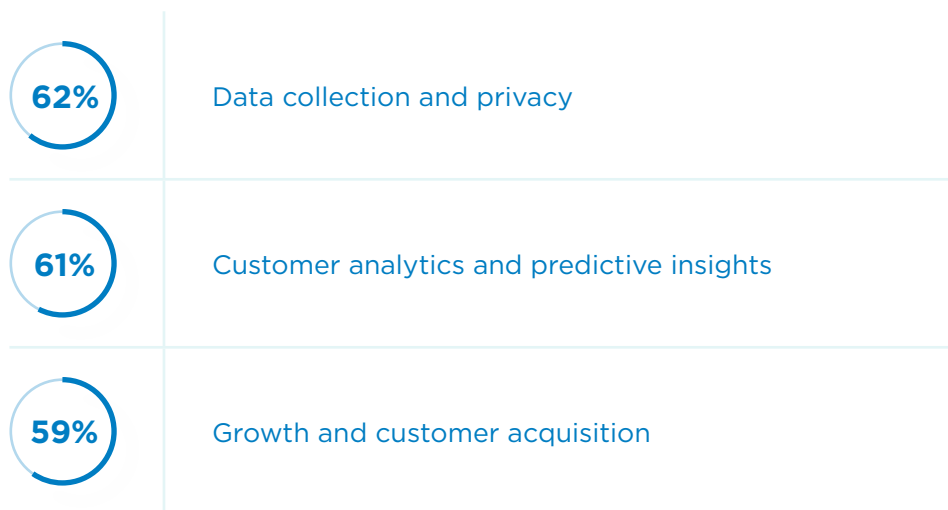 62%
Data collection and privacy
61%
Customer analytics and predictive insights
59%
Growth and customer acquisition